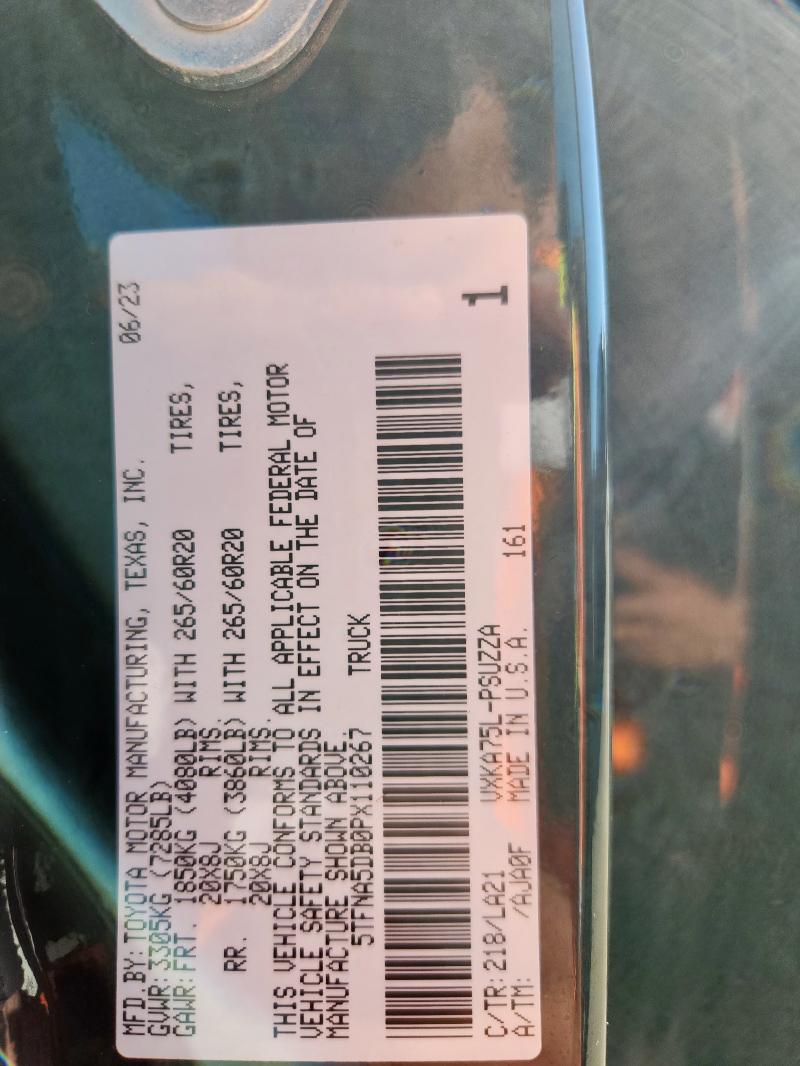 MFD.BY: TOYOTA MOTOR MANUFACTURING, TEXAS, INC. 06/23
GVWR: 3305KG (7285LB)
GAWR: FRT. 1850KG (4080LB) WITH 265/60R20 TIRES,
20X8J RIMS.
RR. 1750KG (3860LB) WITH 265/60R20 TIRES,
20X8J RIMS.
THIS VEHICLE CONFORMS TO ALL APPLICABLE FEDERAL MOTOR
VEHICLE SAFETY STANDARDS IN EFFECT ON THE DATE OF
MANUFACTURE SHOWN ABOVE.
5TFNA5DB0PX110267 TRUCK
1
C/TR: 218/LA21 VXKA75L-PSUZZA
A/TM: /AJA0F MADE IN U.S.A. 161